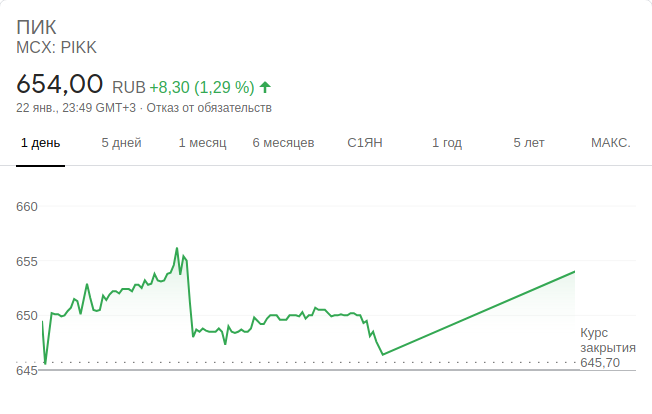 ПИК
MCX: PIKK
654,00 RUB +8,30 (1,29 %)
22 янв., 23:49 GMT+3 · Отказ от обязательств
1 день 5 дней 1 месяц 6 месяцев С1ЯН 1 год 5 лет МАКС.
660
655
650
Курс
закрытия
645,70
645